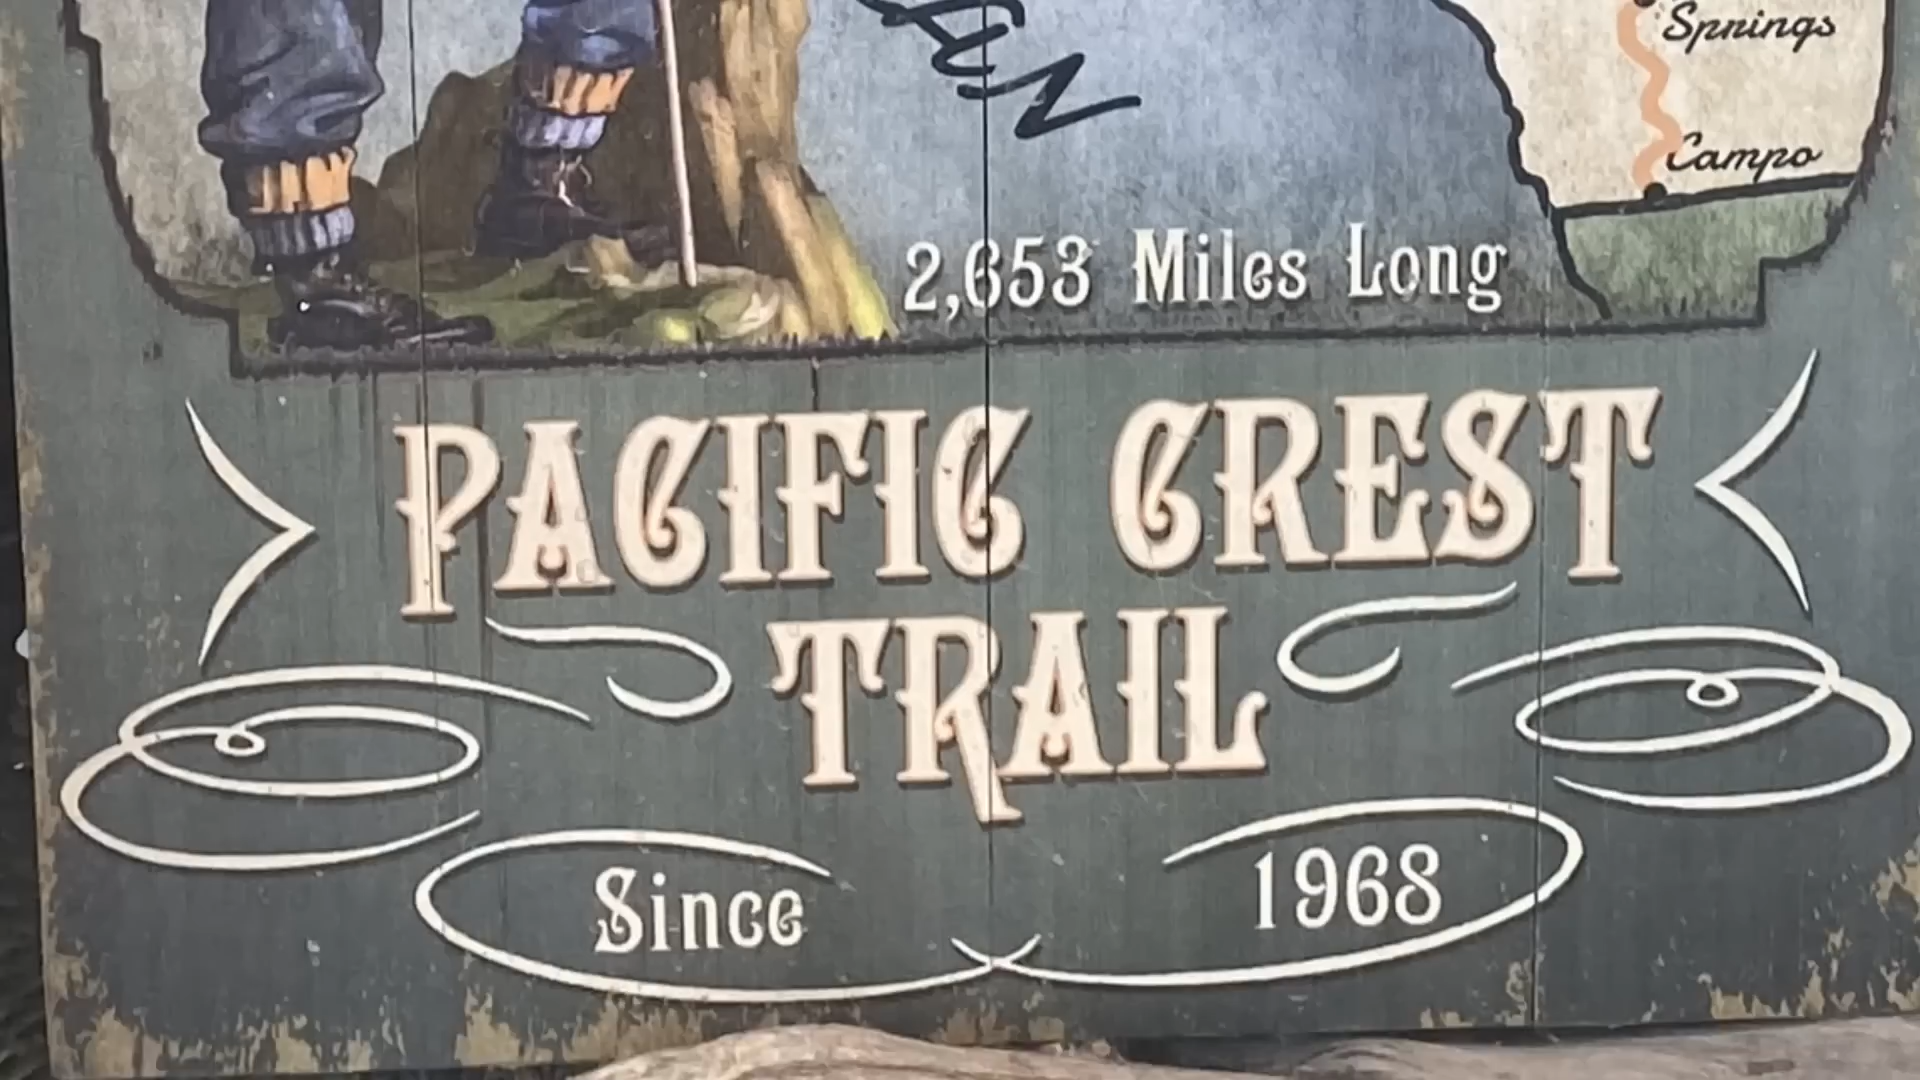 Springs
Campo
2,653 Miles Long
PACIFIC CREST
TRAIL
Since 1968